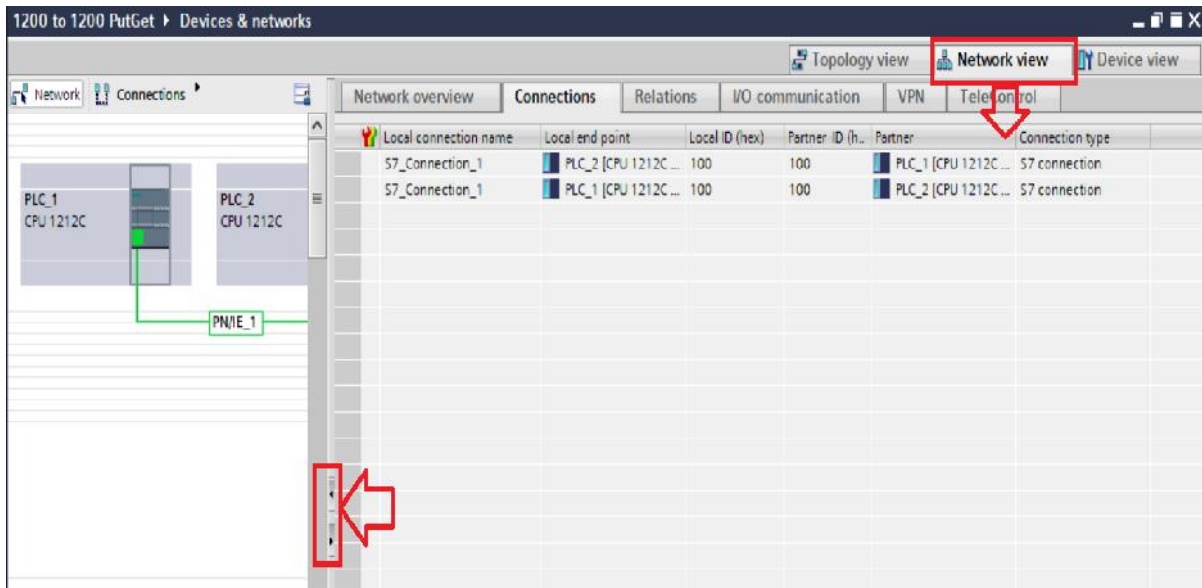 1200 to 1200 PutGet ▸ Devices & networks
Topology view Network view Device view
Network Connections
Network overview Connections Relations I/O communication VPN TeleControl
Local connection name Local end point Local ID (hex) Partner ID (h... Partner Connection type
S7_Connection_1 PLC_2 [CPU 1212C ... 100 100 PLC_1 [CPU 1212C ... S7 connection
S7_Connection_1 PLC_1 [CPU 1212C ... 100 100 PLC_2 [CPU 1212C ... S7 connection
PLC_1 PLC_2
CPU 1212C CPU 1212C
PN/IE_1